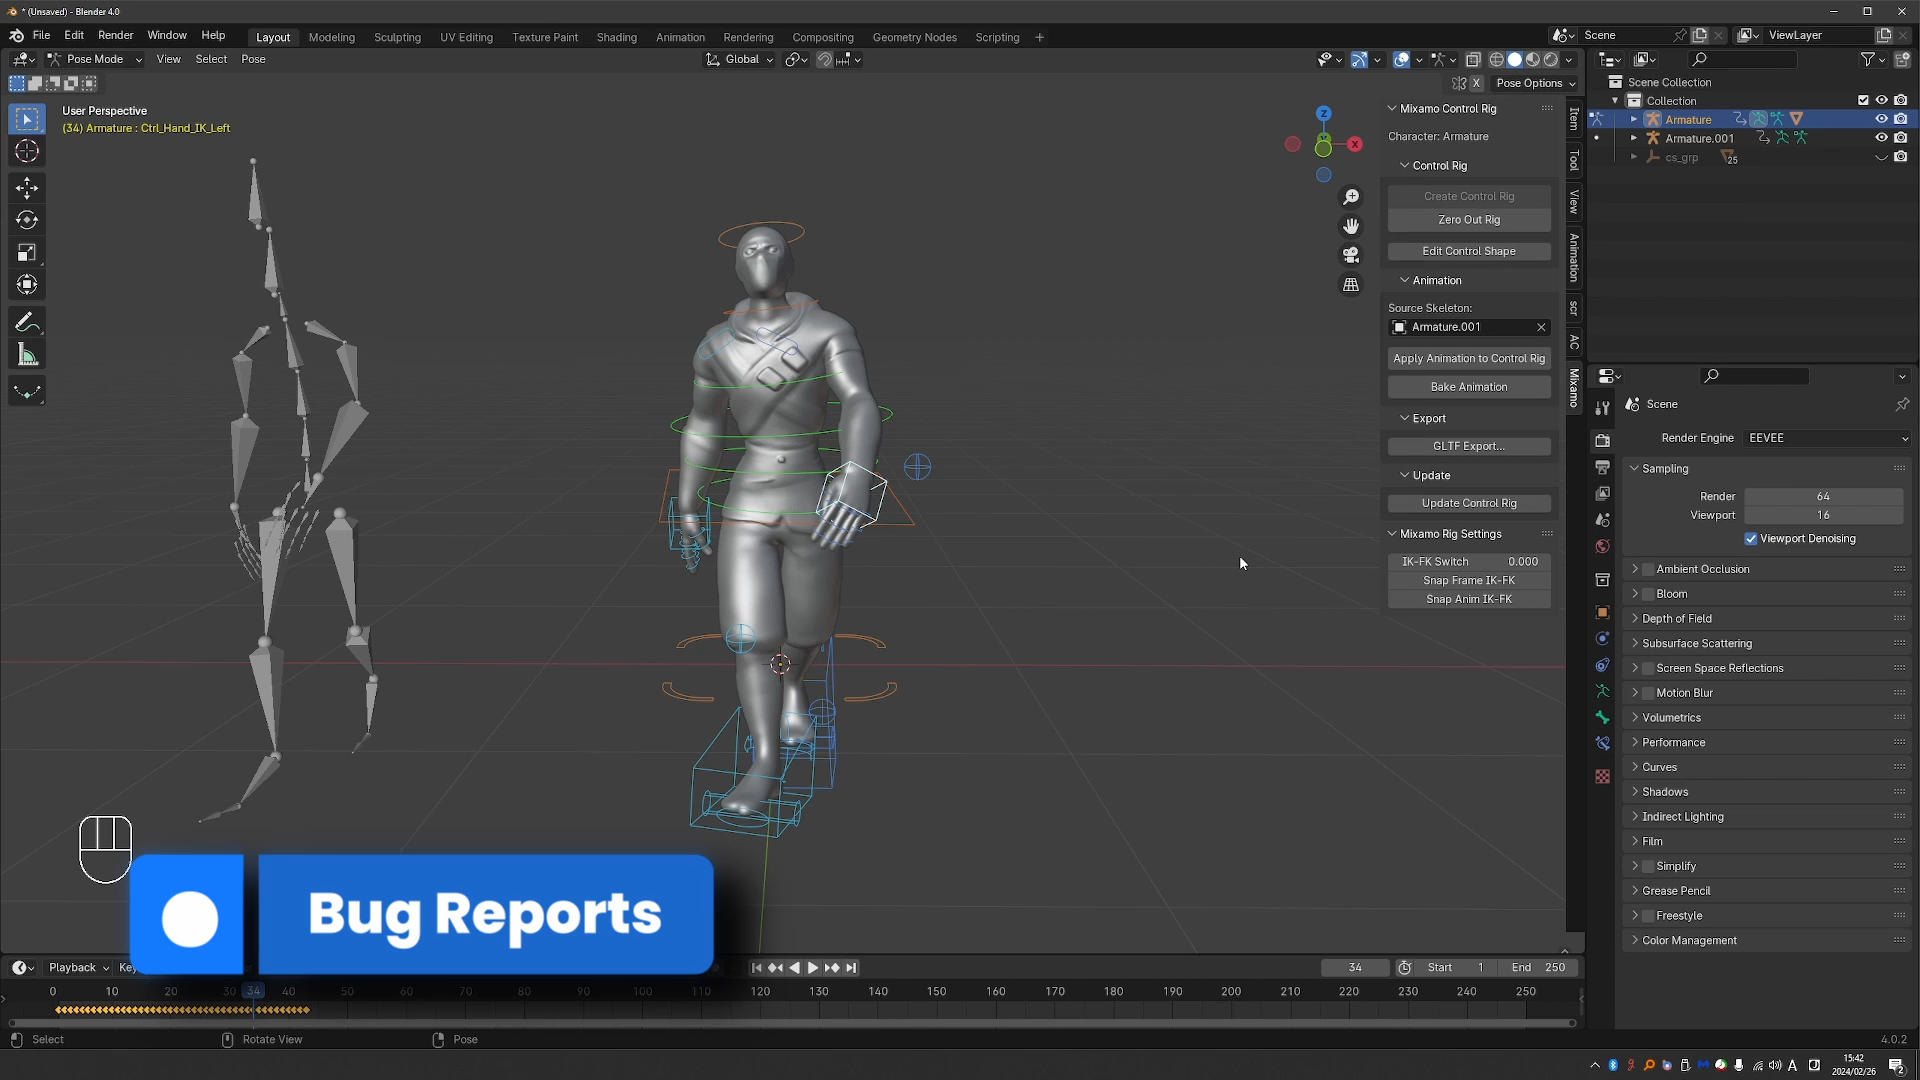 * (Unsaved) - Blender 4.0
File Edit Render Window Help
Layout Modeling Sculpting UV Editing Texture Paint Shading Animation Rendering Compositing Geometry Nodes Scripting +
Scene
ViewLayer
Pose Mode View Select Pose
Global
X Pose Options
User Perspective
(34) Armature : Ctrl_Hand_IK_Left
Z
Y
X
Mixamo Control Rig
Character: Armature
Control Rig
Create Control Rig
Zero Out Rig
Edit Control Shape
Animation
Source Skeleton:
Armature.001
Apply Animation to Control Rig
Bake Animation
Export
GLTF Export...
Update
Update Control Rig
Mixamo Rig Settings
IK-FK Switch 0.000
Snap Frame IK-FK
Snap Anim IK-FK
Item
Tool
View
Animation
scr
AC
Mixamo
Scene Collection
Collection
Armature
Armature.001
cs_grp 25
Scene
Render Engine EEVEE
Sampling
Render 64
Viewport 16
Viewport Denoising
Ambient Occlusion
Bloom
Depth of Field
Subsurface Scattering
Screen Space Reflections
Motion Blur
Volumetrics
Performance
Curves
Shadows
Indirect Lighting
Film
Simplify
Grease Pencil
Freestyle
Color Management
Bug Reports
Playback
34 Start 1 End 250
0 10 20 30 34 40 50 60 70 80 90 100 110 120 130 140 150 160 170 180 190 200 210 220 230 240 250
Select Rotate View Pose
4.0.2
A
15:42
2024/02/26
2